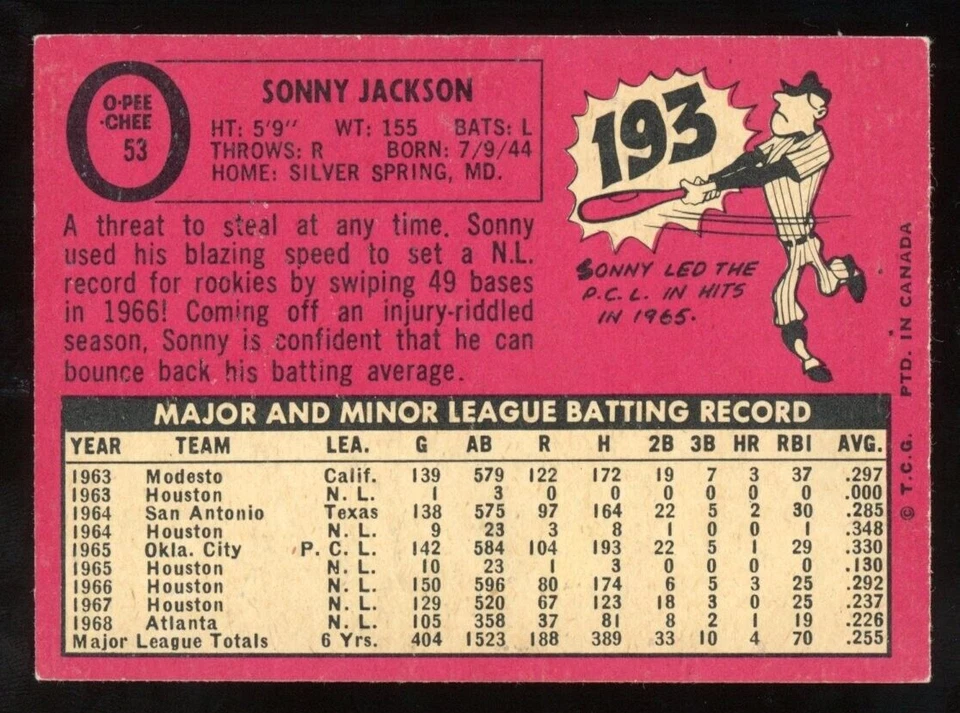 O-PEE
-CHEE
53
SONNY JACKSON
HT: 5'9" WT: 155 BATS: L
THROWS: R BORN: 7/9/44
HOME: SILVER SPRING, MD.
A threat to steal at any time, Sonny
used his blazing speed to set a N.L.
record for rookies by swiping 49 bases
in 1966! Coming off an injury-riddled
season, Sonny is confident that he can
bounce back his batting average.
193
SONNY LED THE
P.C.L. IN HITS
IN 1965.
MAJOR AND MINOR LEAGUE BATTING RECORD
YEAR TEAM LEA. G AB R H 2B 3B HR RBI AVG.
1963 Modesto Calif. 139 579 122 172 19 7 3 37 .297
1963 Houston N. L. 1 3 0 0 0 0 0 0 .000
1964 San Antonio Texas 138 575 97 164 22 5 2 30 .285
1964 Houston N. L. 9 23 3 8 1 0 0 1 .348
1965 Okla. City P. C. L. 142 584 104 193 22 5 1 29 .330
1965 Houston N. L. 10 23 1 3 0 0 0 0 .130
1966 Houston N. L. 150 596 80 174 6 5 3 25 .292
1967 Houston N. L. 129 520 67 123 18 3 0 25 .237
1968 Atlanta N. L. 105 358 37 81 8 2 1 19 .226
Major League Totals 6 Yrs. 404 1523 188 389 33 10 4 70 .255
© T.C.G. PTD. IN CANADA